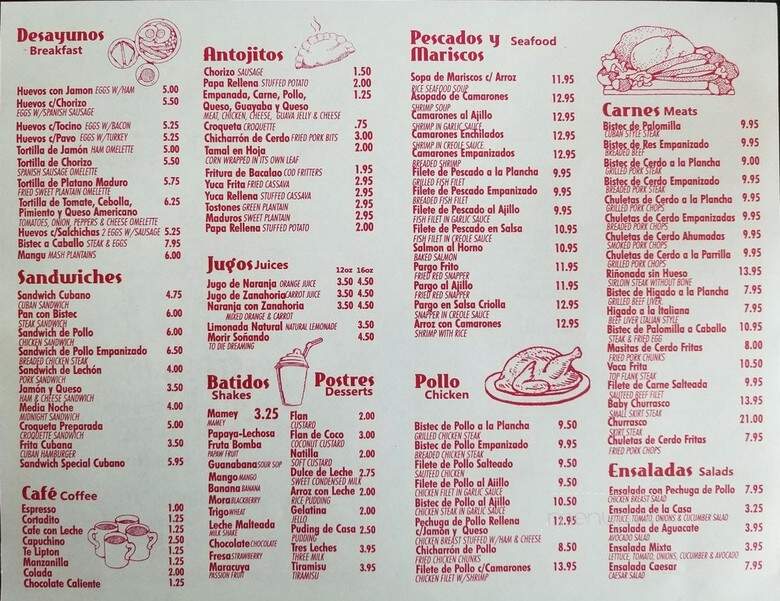 Desayunos
Breakfast
Huevos con Jamon EGGS W/HAM 5.00
Huevos c/Chorizo 5.50
EGGS W/SPANISH SAUSAGE
Huevos c/Tocino EGGS W/BACON 5.25
Huevos c/Pavo EGGS W/TURKEY 5.25
Tortilla de Jamón HAM OMELETTE 5.00
Tortilla de Chorizo 5.50
SPANISH SAUSAGE OMELETTE
Tortilla de Platano Maduro 5.75
FRIED SWEET PLANTAIN OMELETTE
Tortilla de Tomate, Cebolla, 6.25
Pimiento y Queso Americano
TOMATOES, ONION, PEPPERS & CHEESE OMELETTE
Huevos c/Salchichas 2 EGGS W/SAUSAGE 5.25
Bistec a Caballo STEAK & EGGS 7.95
Mangu MASH PLANTAINS 6.00
Sandwiches
Sandwich Cubano 4.75
CUBAN SANDWICH
Pan con Bistec 6.00
STEAK SANDWICH
Sandwich de Pollo 6.00
CHICKEN SANDWICH
Sandwich de Pollo Empanizado 6.50
BREADED CHICKEN STEAK
Sandwich de Lechón 4.00
PORK SANDWICH
Jamón y Queso 3.50
HAM & CHEESE SANDWICH
Media Noche 4.00
MIDNIGHT SANDWICH
Croqueta Preparada 5.00
CROQUETTE SANDWICH
Frita Cubana 3.50
CUBAN HAMBURGER
Sandwich Special Cubano 5.95
Café Coffee
Espresso 1.00
Cortadito 1.25
Cafe con Leche 1.25
Capuchino 2.50
Te Lipton 1.25
Manzanilla 1.25
Colada 2.00
Chocolate Caliente 1.25
Antojitos
Chorizo SAUSAGE 1.50
Papa Rellena STUFFED POTATO 2.00
Empanada, Carne, Pollo, 1.25
Queso, Guayaba y Queso
MEAT, CHICKEN, CHEESE, GUAVA JELLY & CHEESE
Croqueta CROQUETTE .75
Chicharrón de Cerdo FRIED PORK BITS 3.00
Tamal en Hoja 2.00
CORN WRAPPED IN ITS OWN LEAF
Fritura de Bacalao COD FRITTERS 1.95
Yuca Frita FRIED CASSAVA 2.95
Yuca Rellena STUFFED CASSAVA 2.95
Tostones GREEN PLANTAIN 2.95
Maduros SWEET PLANTAIN 2.95
Papa Rellena STUFFED POTATO 2.00
Jugos Juices
12oz 16oz
Jugo de Naranja ORANGE JUICE 3.50 4.50
Jugo de Zanahoria CARROT JUICE 3.50 4.50
Naranja con Zanahoria 3.50 4.50
MIXED ORANGE & CARROT
Limonada Natural NATURAL LEMONADE 3.50
Morir Soñando 4.50
TO DIE DREAMING
Batidos
Shakes
Mamey 3.25
MAMEY
Papaya-Lechosa
Fruta Bomba
PAPAW FRUIT
Guanabana SOUR SOP
Mango MANGO
Banana BANANA
Mora BLACKBERRY
Trigo WHEAT
Leche Malteada
MILK SHAKE
Chocolate CHOCOLATE
Fresa STRAWBERRY
Maracuya
PASSION FRUIT
Postres
Desserts
Flan 2.00
CUSTARD
Flan de Coco 3.00
COCONUT CUSTARD
Natilla 2.00
SOFT CUSTARD
Dulce de Leche 2.75
SWEET CONDENSED MILK
Arroz con Leche 2.00
RICE PUDDING
Gelatina 2.00
JELLO
Puding de Casa 2.50
PUDDING
Tres Leches 3.95
THREE MILK
Tiramisu 3.95
TIRAMISU
Pescados y
Mariscos Seafood
Sopa de Mariscos c/ Arroz 11.95
RICE SEAFOOD SOUP
Asopado de Camarones 12.95
SHRIMP SOUP
Camarones al Ajillo 12.95
SHRIMP IN GARLIC SAUCE
Camarones Enchilados 12.95
SHRIMP IN CREOLE SAUCE
Camarones Empanizados 12.95
BREADED SHRIMP
Filete de Pescado a la Plancha 9.95
GRILLED FISH FILET
Filete de Pescado Empanizado 9.95
BREADED FISH FILET
Filete de Pescado al Ajillo 9.95
FISH FILET IN GARLIC SAUCE
Filete de Pescado en Salsa 10.95
FISH FILET IN CREOLE SAUCE
Salmon al Horno 10.95
BAKED SALMON
Pargo Frito 11.95
FRIED RED SNAPPER
Pargo al Ajillo 11.95
FRIED RED SNAPPER
Pargo en Salsa Criolla 12.95
SNAPPER IN CREOLE SAUCE
Arroz con Camarones 12.95
SHRIMP WITH RICE
Pollo
Chicken
Bistec de Pollo a la Plancha 9.50
GRILLED CHICKEN STEAK
Bistec de Pollo Empanizado 9.95
BREADED CHICKEN STEAK
Filete de Pollo Salteado 9.50
SAUTEED CHICKEN
Filete de Pollo al Ajillo 9.50
CHICKEN FILET IN GARLIC SAUCE
Bistec de Pollo al Ajillo 10.50
CHICKEN STEAK IN GARLIC SAUCE
Pechuga de Pollo Rellena 12.95
c/Jamón y Queso
CHICKEN BREAST STUFFED W/HAM & CHEESE
Chicharrón de Pollo 8.50
FRIED CHICKEN CHUNKS
Filete de Pollo c/Camarones 13.95
CHICKEN FILET W/SHRIMP
Carnes Meats
Bistec de Palomilla 9.95
CUBAN STYLE STEAK
Bistec de Res Empanizado 9.95
BREADED BEEF
Bistec de Cerdo a la Plancha 9.00
GRILLED PORK STEAK
Bistec de Cerdo Empanizado 9.95
BREADED PORK STEAK
Chuletas de Cerdo a la Plancha 9.95
GRILLED PORK CHOPS
Chuletas de Cerdo Empanizadas 9.95
BREADED PORK CHOPS
Chuletas de Cerdo Ahumadas 9.95
SMOKED PORK CHOPS
Chuletas de Cerdo a la Parrilla 9.95
GRILLED PORK CHOPS
Riñonada sin Hueso 13.95
SIRLOIN STEAK WITHOUT BONE
Bistec de Higado a la Plancha 7.95
GRILLED BEEF LIVER
Higado a la Italiana 7.95
BEEF LIVER ITALIAN STYLE
Bistec de Palomilla a Caballo 10.95
STEAK & FRIED EGG
Masitas de Cerdo Fritas 8.00
FRIED PORK CHUNKS
Vaca Frita 10.50
TOP FLANK STEAK
Filete de Carne Salteada 9.95
SAUTEED BEEF FILET
Baby Churrasco 13.95
SMALL SKIRT STEAK
Churrasco 21.00
SKIRT STEAK
Chuletas de Cerdo Fritas 7.95
FRIED PORK CHOPS
Ensaladas Salads
Ensalada con Pechuga de Pollo 7.95
CHICKEN BREAST SALAD
Ensalada de la Casa 3.25
LETTUCE, TOMATO, ONIONS & CUCUMBER SALAD
Ensalada de Aguacate 3.95
AVOCADO SALAD
Ensalada Mixta 3.95
LETTUCE, TOMATO, ONIONS, CUCUMBER & AVOCADO
Ensalada Caesar 7.95
CAESAR SALAD